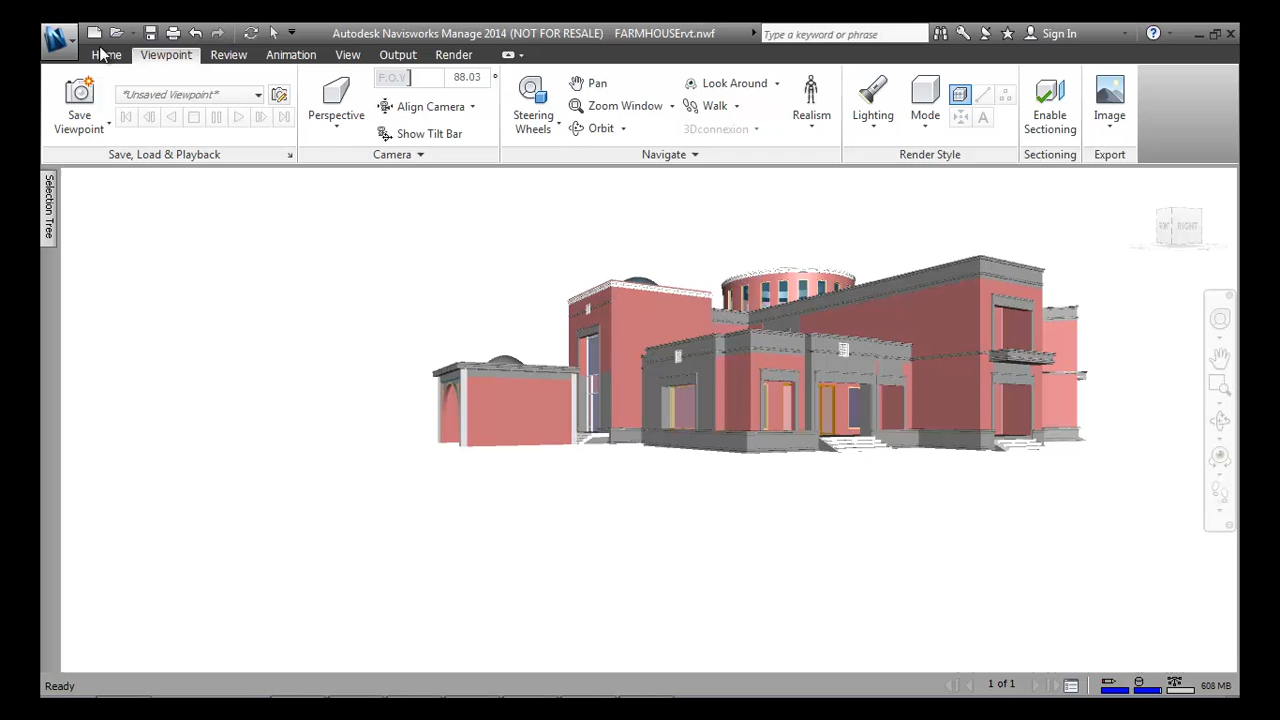 Autodesk Navisworks Manage 2014 (NOT FOR RESALE) FARMHOUSErvt.nwf
Type a keyword or phrase
Sign In
Home Viewpoint Review Animation View Output Render
Save Viewpoint
*Unsaved Viewpoint*
Save, Load & Playback
Perspective
F.O.V. 88.03 °
Align Camera
Show Tilt Bar
Camera
Steering Wheels
Pan
Zoom Window
Orbit
Look Around
Walk
3Dconnexion
Realism
Navigate
Lighting
Mode
A
Render Style
Enable Sectioning
Sectioning
Image
Export
Selection Tree
RIGHT
Ready
1 of 1
608 MB